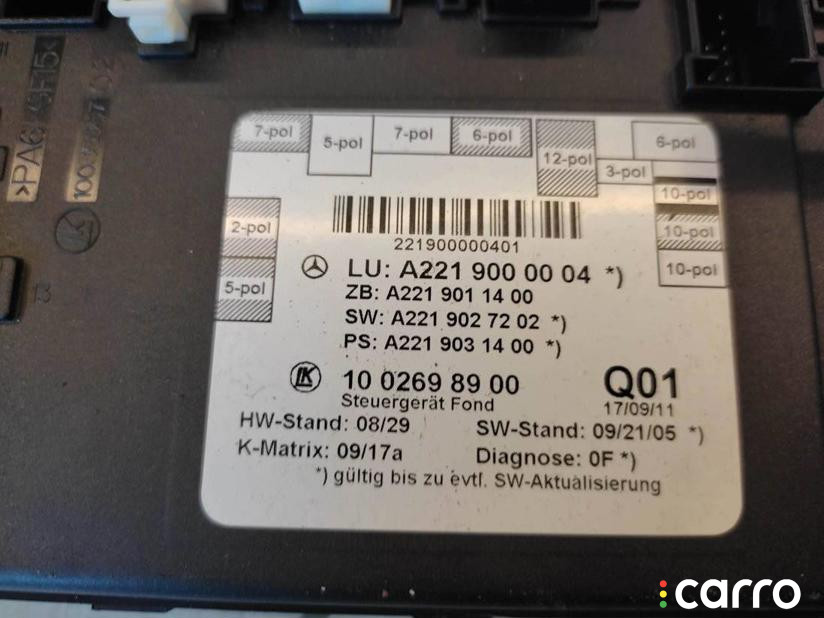 7-pol
5-pol
7-pol
6-pol
12-pol
3-pol
6-pol
10-pol
10-pol
10-pol
2-pol
5-pol
221900000401
LU: A221 900 00 04 *)
ZB: A221 901 14 00
SW: A221 902 72 02 *)
PS: A221 903 14 00 *)
LK 10 0269 89 00
Steuergerät Fond
Q01
17/09/11
HW-Stand: 08/29
SW-Stand: 09/21/05 *)
K-Matrix: 09/17a
Diagnose: 0F *)
*) gültig bis zu evtl. SW-Aktualisierung
13
carro